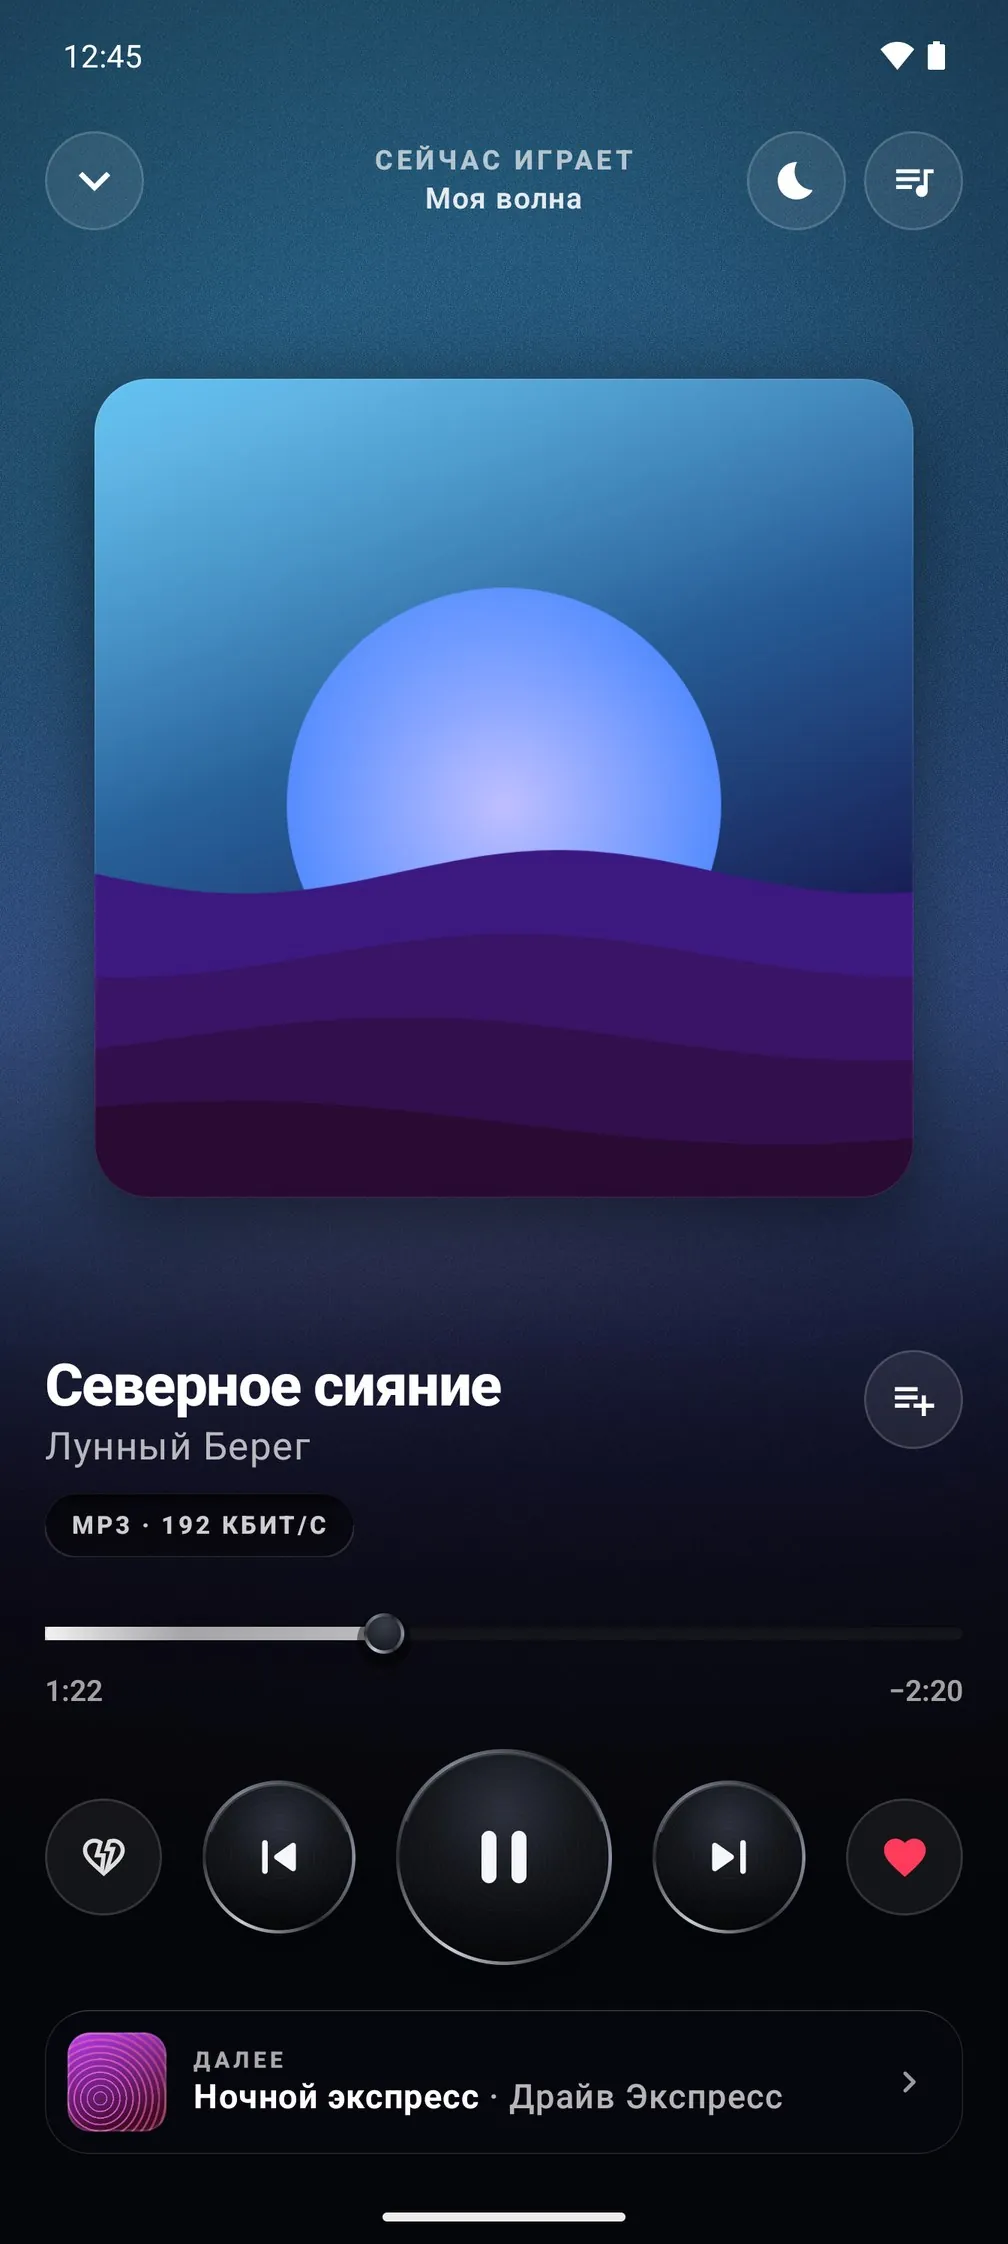 12:45
СЕЙЧАС ИГРАЕТ
Моя волна
Северное сияние
Лунный Берег
MP3 · 192 КБИТ/С
1:22
−2:20
ДАЛЕЕ
Ночной экспресс · Драйв Экспресс